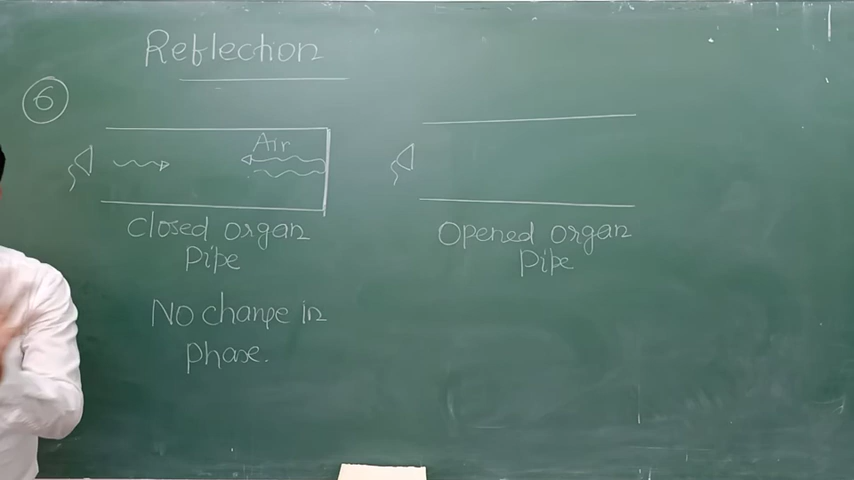 Reflection
6
Air
Closed organ
Pipe
Opened organ
Pipe
No change in
Phase.